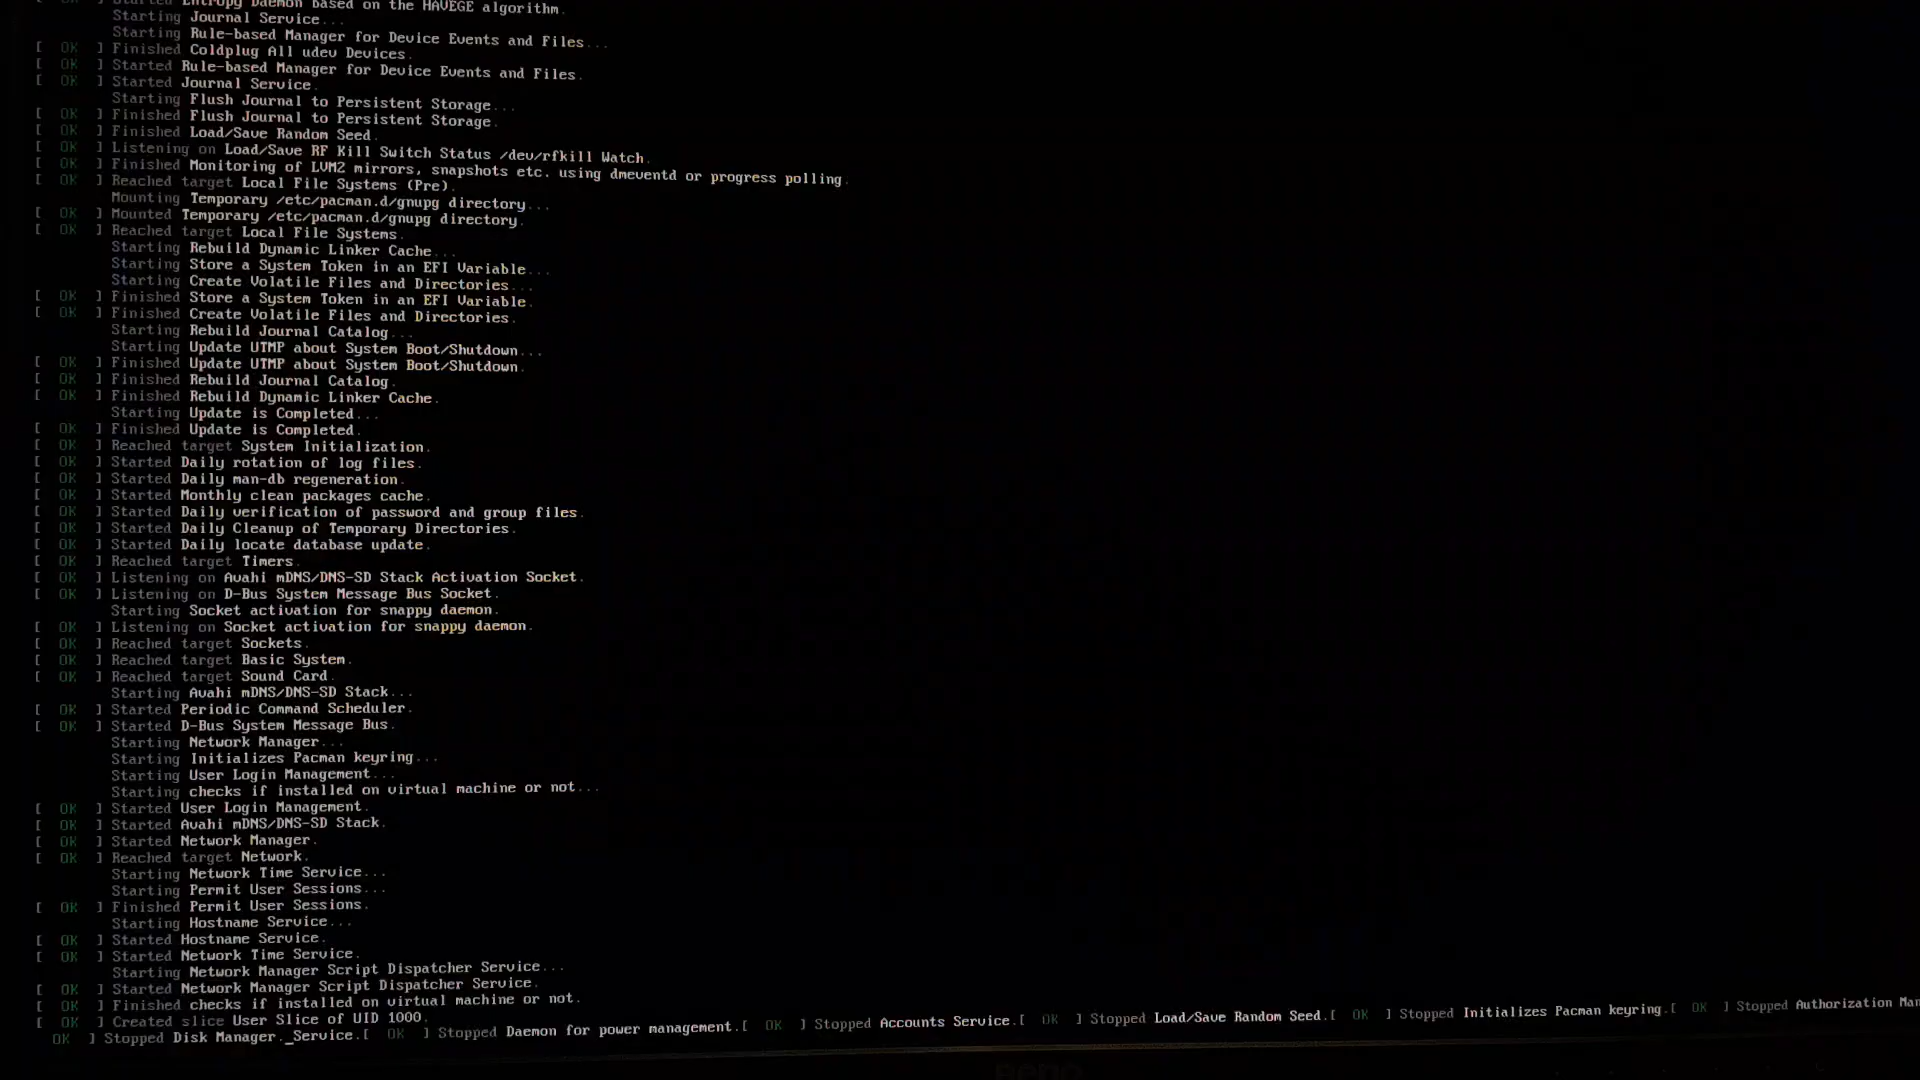 [ OK ] Started Entropy Daemon based on the HAVEGE algorithm.
Starting Journal Service...
Starting Rule-based Manager for Device Events and Files...
[ OK ] Finished Coldplug All udev Devices.
[ OK ] Started Rule-based Manager for Device Events and Files.
[ OK ] Started Journal Service.
Starting Flush Journal to Persistent Storage...
[ OK ] Finished Flush Journal to Persistent Storage.
[ OK ] Finished Load/Save Random Seed.
[ OK ] Listening on Load/Save RF Kill Switch Status /dev/rfkill Watch.
[ OK ] Finished Monitoring of LVM2 mirrors, snapshots etc. using dmeventd or progress polling.
[ OK ] Reached target Local File Systems (Pre).
Mounting Temporary /etc/pacman.d/gnupg directory...
[ OK ] Mounted Temporary /etc/pacman.d/gnupg directory.
[ OK ] Reached target Local File Systems.
Starting Rebuild Dynamic Linker Cache...
Starting Store a System Token in an EFI Variable...
Starting Create Volatile Files and Directories...
[ OK ] Finished Store a System Token in an EFI Variable.
[ OK ] Finished Create Volatile Files and Directories.
Starting Rebuild Journal Catalog...
Starting Update UTMP about System Boot/Shutdown...
[ OK ] Finished Update UTMP about System Boot/Shutdown.
[ OK ] Finished Rebuild Journal Catalog.
[ OK ] Finished Rebuild Dynamic Linker Cache.
Starting Update is Completed...
[ OK ] Finished Update is Completed.
[ OK ] Reached target System Initialization.
[ OK ] Started Daily rotation of log files.
[ OK ] Started Daily man-db regeneration.
[ OK ] Started Monthly clean packages cache.
[ OK ] Started Daily verification of password and group files.
[ OK ] Started Daily Cleanup of Temporary Directories.
[ OK ] Started Daily locate database update.
[ OK ] Reached target Timers.
[ OK ] Listening on Avahi mDNS/DNS-SD Stack Activation Socket.
[ OK ] Listening on D-Bus System Message Bus Socket.
Starting Socket activation for snappy daemon.
[ OK ] Listening on Socket activation for snappy daemon.
[ OK ] Reached target Sockets.
[ OK ] Reached target Basic System.
[ OK ] Reached target Sound Card.
Starting Avahi mDNS/DNS-SD Stack...
[ OK ] Started Periodic Command Scheduler.
[ OK ] Started D-Bus System Message Bus.
Starting Network Manager...
Starting Initializes Pacman keyring...
Starting User Login Management...
Starting checks if installed on virtual machine or not...
[ OK ] Started User Login Management.
[ OK ] Started Avahi mDNS/DNS-SD Stack.
[ OK ] Started Network Manager.
[ OK ] Reached target Network.
Starting Network Time Service...
Starting Permit User Sessions...
[ OK ] Finished Permit User Sessions.
Starting Hostname Service...
[ OK ] Started Hostname Service.
[ OK ] Started Network Time Service.
Starting Network Manager Script Dispatcher Service...
[ OK ] Started Network Manager Script Dispatcher Service.
[ OK ] Finished checks if installed on virtual machine or not.
[ OK ] Created slice User Slice of UID 1000.
OK ] Stopped Disk Manager._Service.[ OK ] Stopped Daemon for power management.[ OK ] Stopped Accounts Service.[ OK ] Stopped Load/Save Random Seed.[ OK ] Stopped Initializes Pacman keyring.[ OK ] Stopped Authorization Man
BenQ